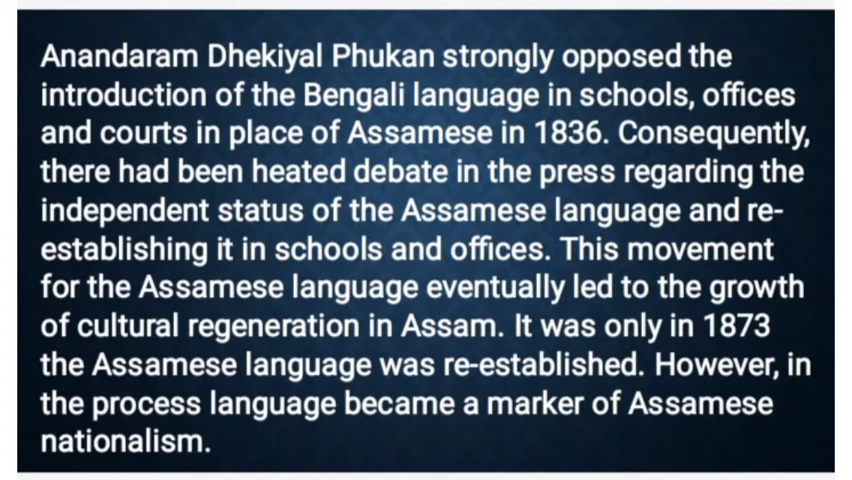 Anandaram Dhekiyal Phukan strongly opposed the
introduction of the Bengali language in schools, offices
and courts in place of Assamese in 1836. Consequently,
there had been heated debate in the press regarding the
independent status of the Assamese language and re-
establishing it in schools and offices. This movement
for the Assamese language eventually led to the growth
of cultural regeneration in Assam. It was only in 1873
the Assamese language was re-established. However, in
the process language became a marker of Assamese
nationalism.